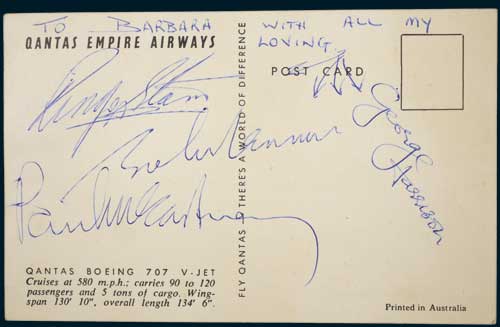 TO BARBARA WITH ALL MY
LOVING,
QANTAS EMPIRE AIRWAYS
POST CARD
Ringo Starr
John Lennon
Paul McCartney
George Harrison
FLY QANTAS – THERE'S A WORLD OF DIFFERENCE
QANTAS BOEING 707 V-JET
Cruises at 580 m.p.h.; carries 90 to 120
passengers and 5 tons of cargo. Wing-
span 130' 10", overall length 134' 6".
Printed in Australia